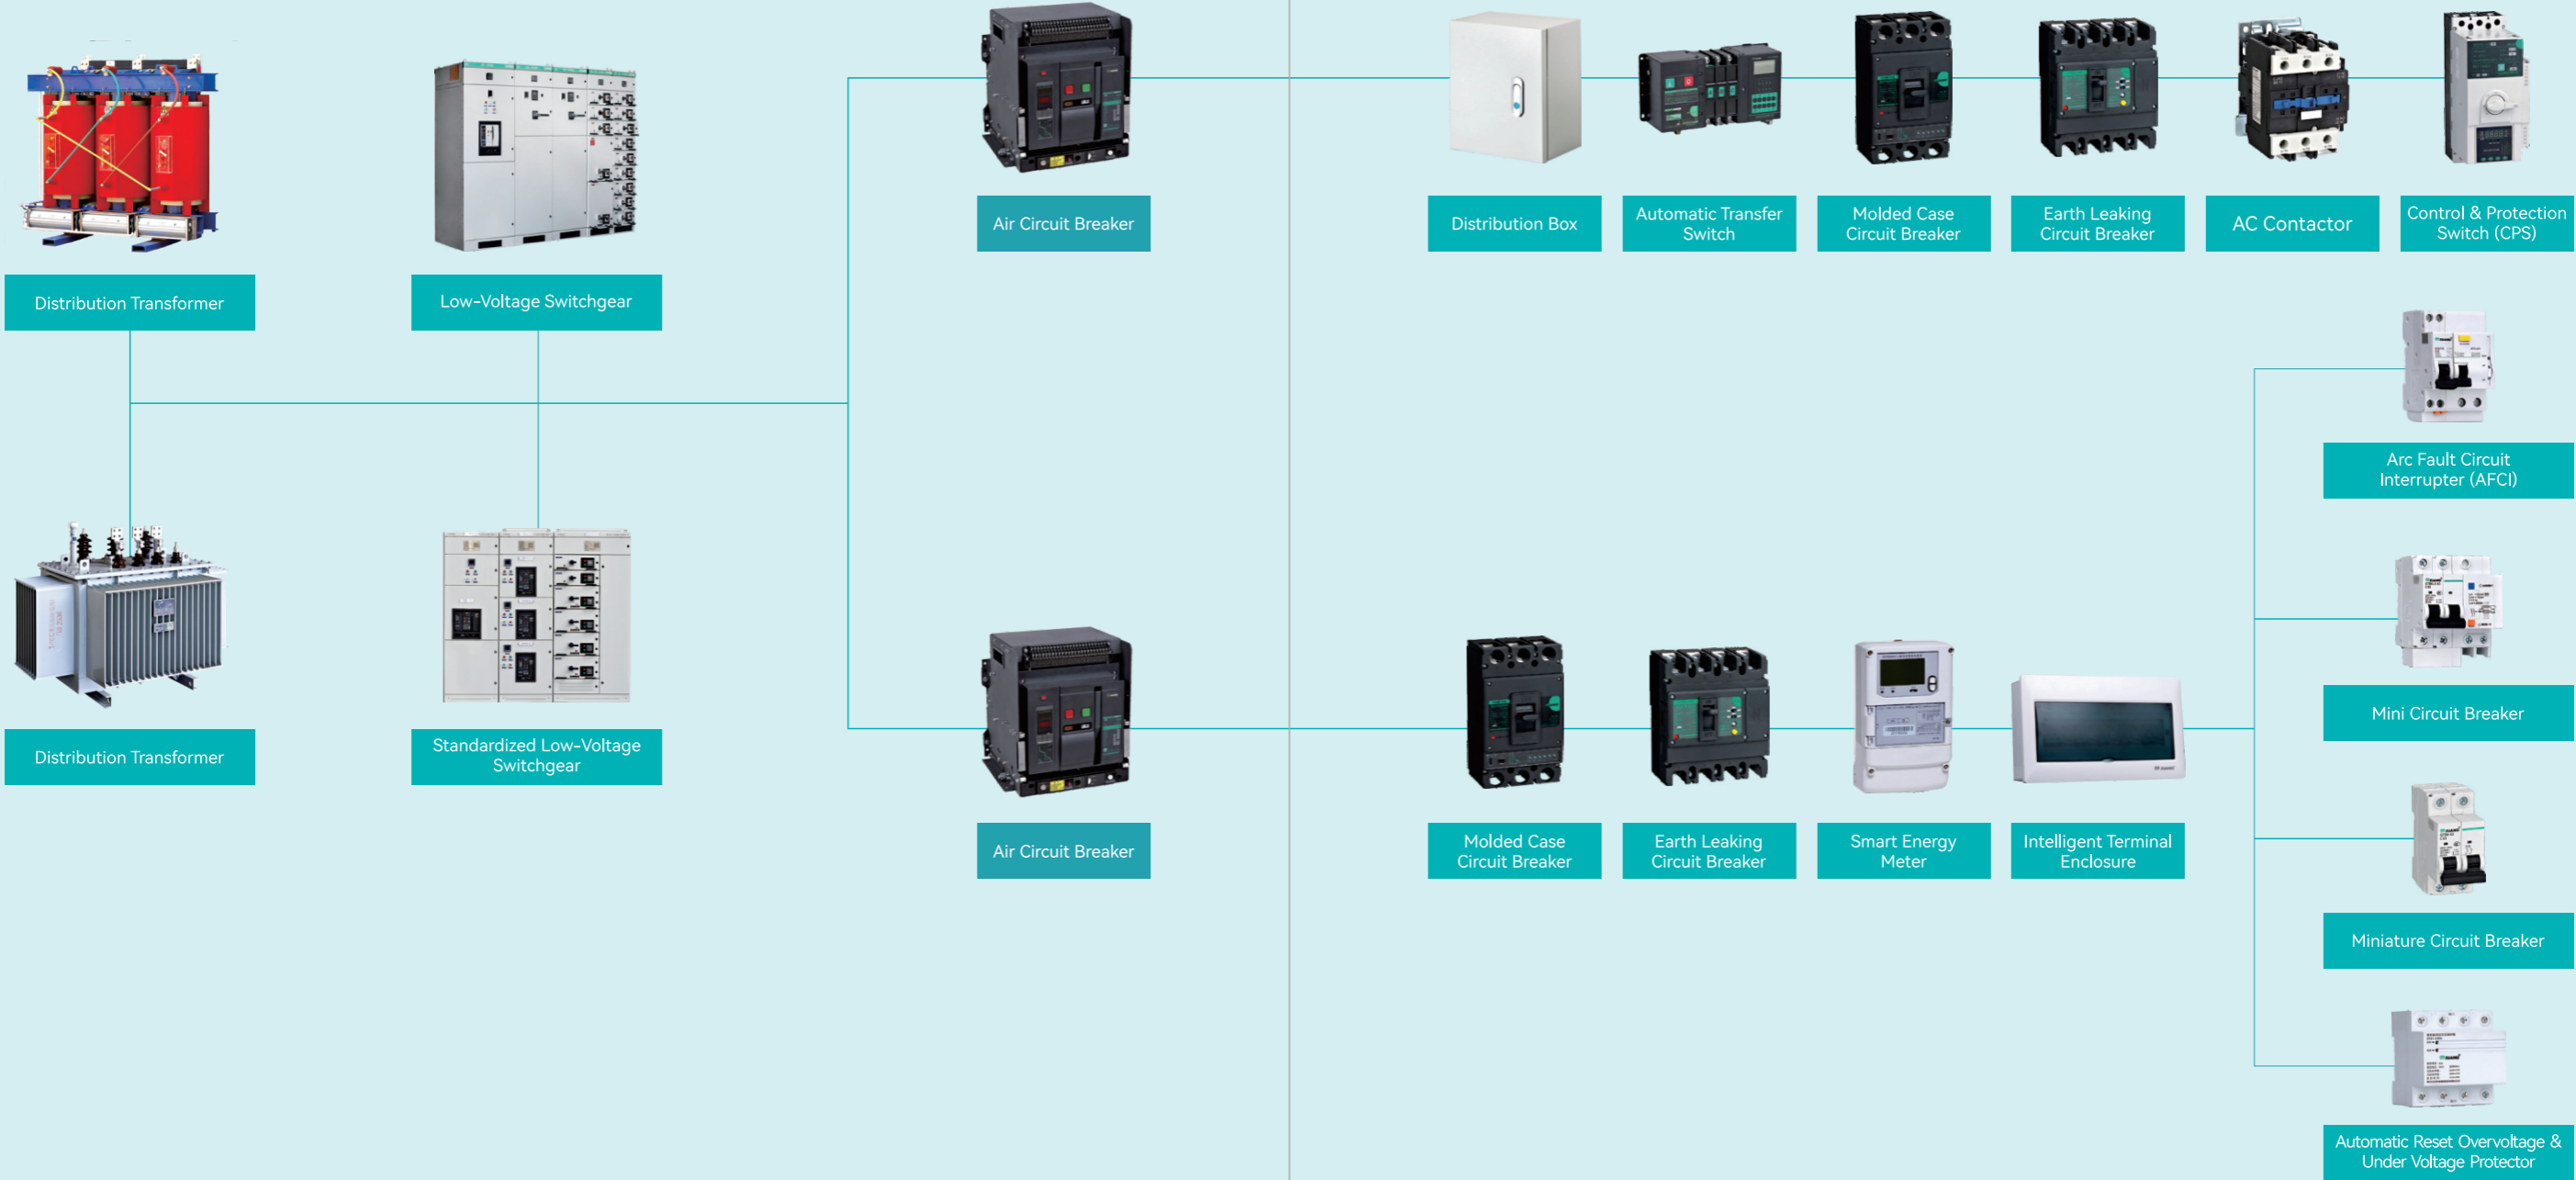 Distribution Transformer
Low-Voltage Switchgear
Air Circuit Breaker
Distribution Box
Automatic Transfer
Switch
Molded Case
Circuit Breaker
Earth Leaking
Circuit Breaker
AC Contactor
Control & Protection
Switch (CPS)
Arc Fault Circuit
Interrupter (AFCI)
Distribution Transformer
Standardized Low-Voltage
Switchgear
Air Circuit Breaker
Molded Case
Circuit Breaker
Earth Leaking
Circuit Breaker
Smart Energy
Meter
Intelligent Terminal
Enclosure
Mini Circuit Breaker
Miniature Circuit Breaker
Automatic Reset Overvoltage &
Under Voltage Protector